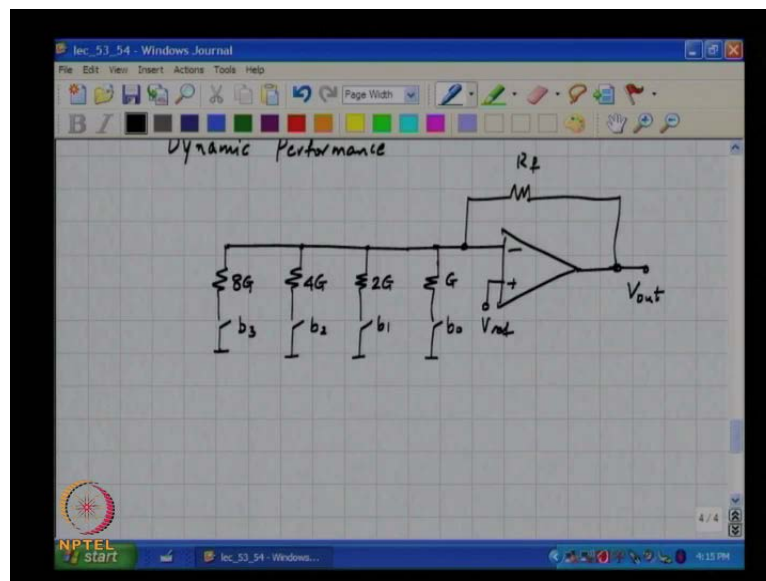 lec_53_54 - Windows Journal
File Edit View Insert Actions Tools Help
Page Width
B I
Dynamic Performance
Rf
8G 4G 2G G
b3 b2 b1 b0
- +
Vref
Vout
4/4
NPTEL
start
lec_53_54 - Windows...
4:15 PM